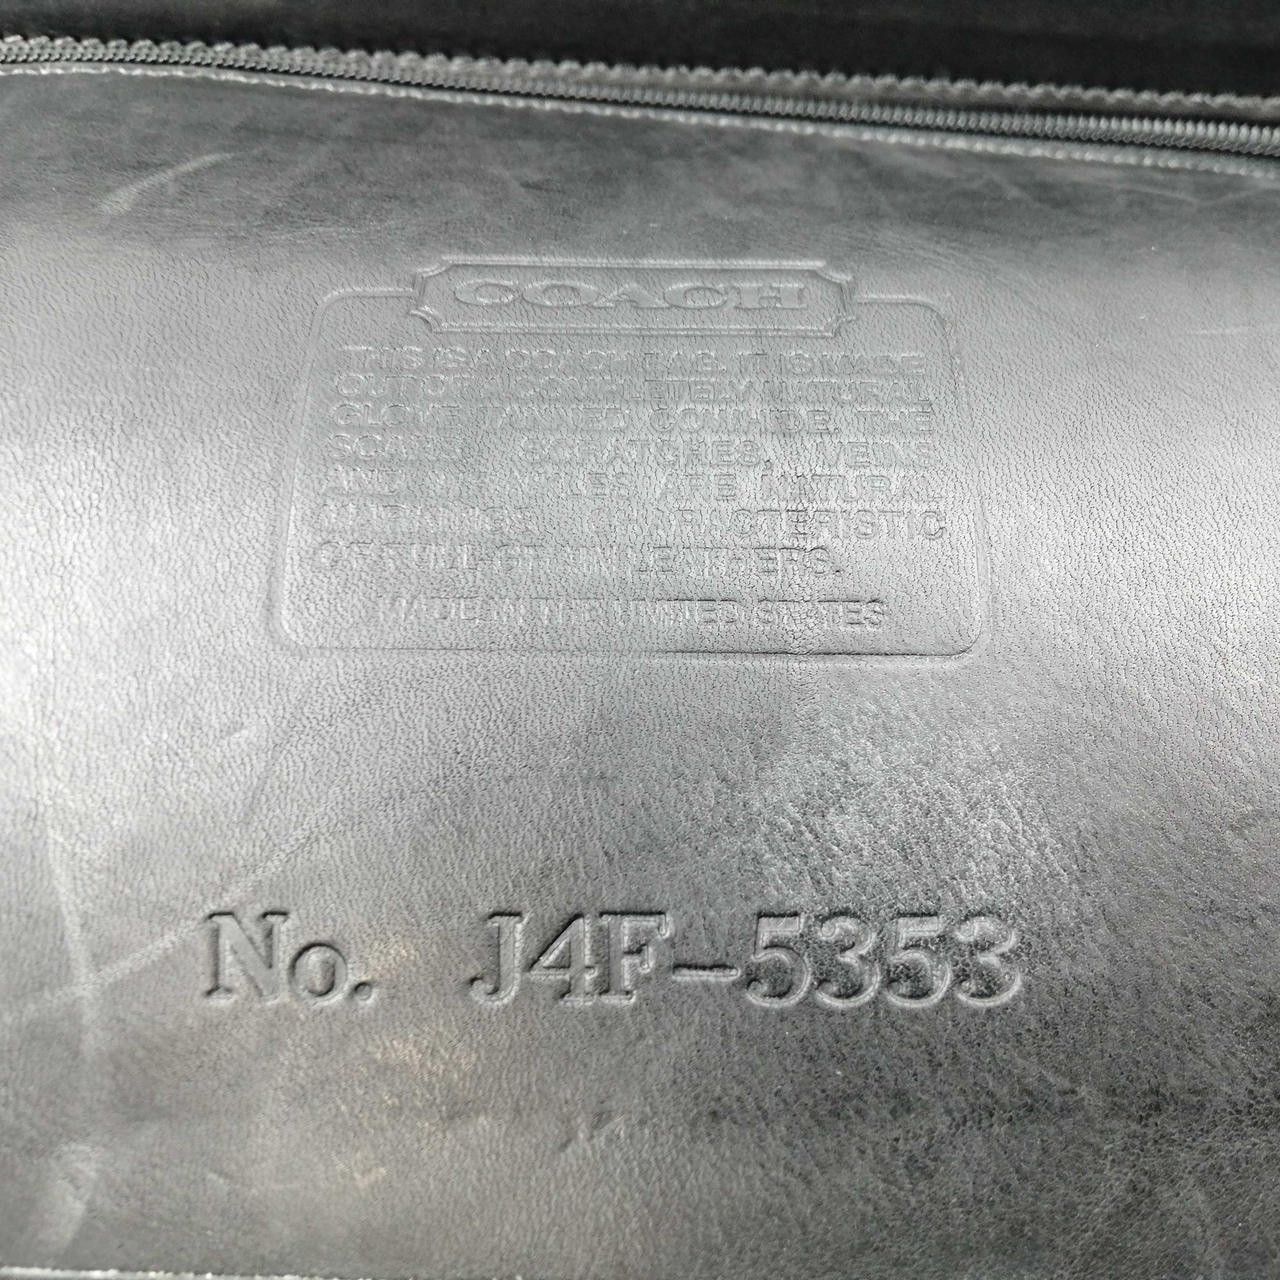 COACH
THIS IS A COACH BAG. IT IS MADE
OUT OF A COMPLETELY NATURAL
GLOVE TANNED COWHIDE. THE
SCARS, SCRATCHES, VEINS
AND WRINKLES ARE NATURAL
MARKINGS CHARACTERISTIC
OF FULL GRAIN LEATHERS.
MADE IN THE UNITED STATES
No. J4F-5353